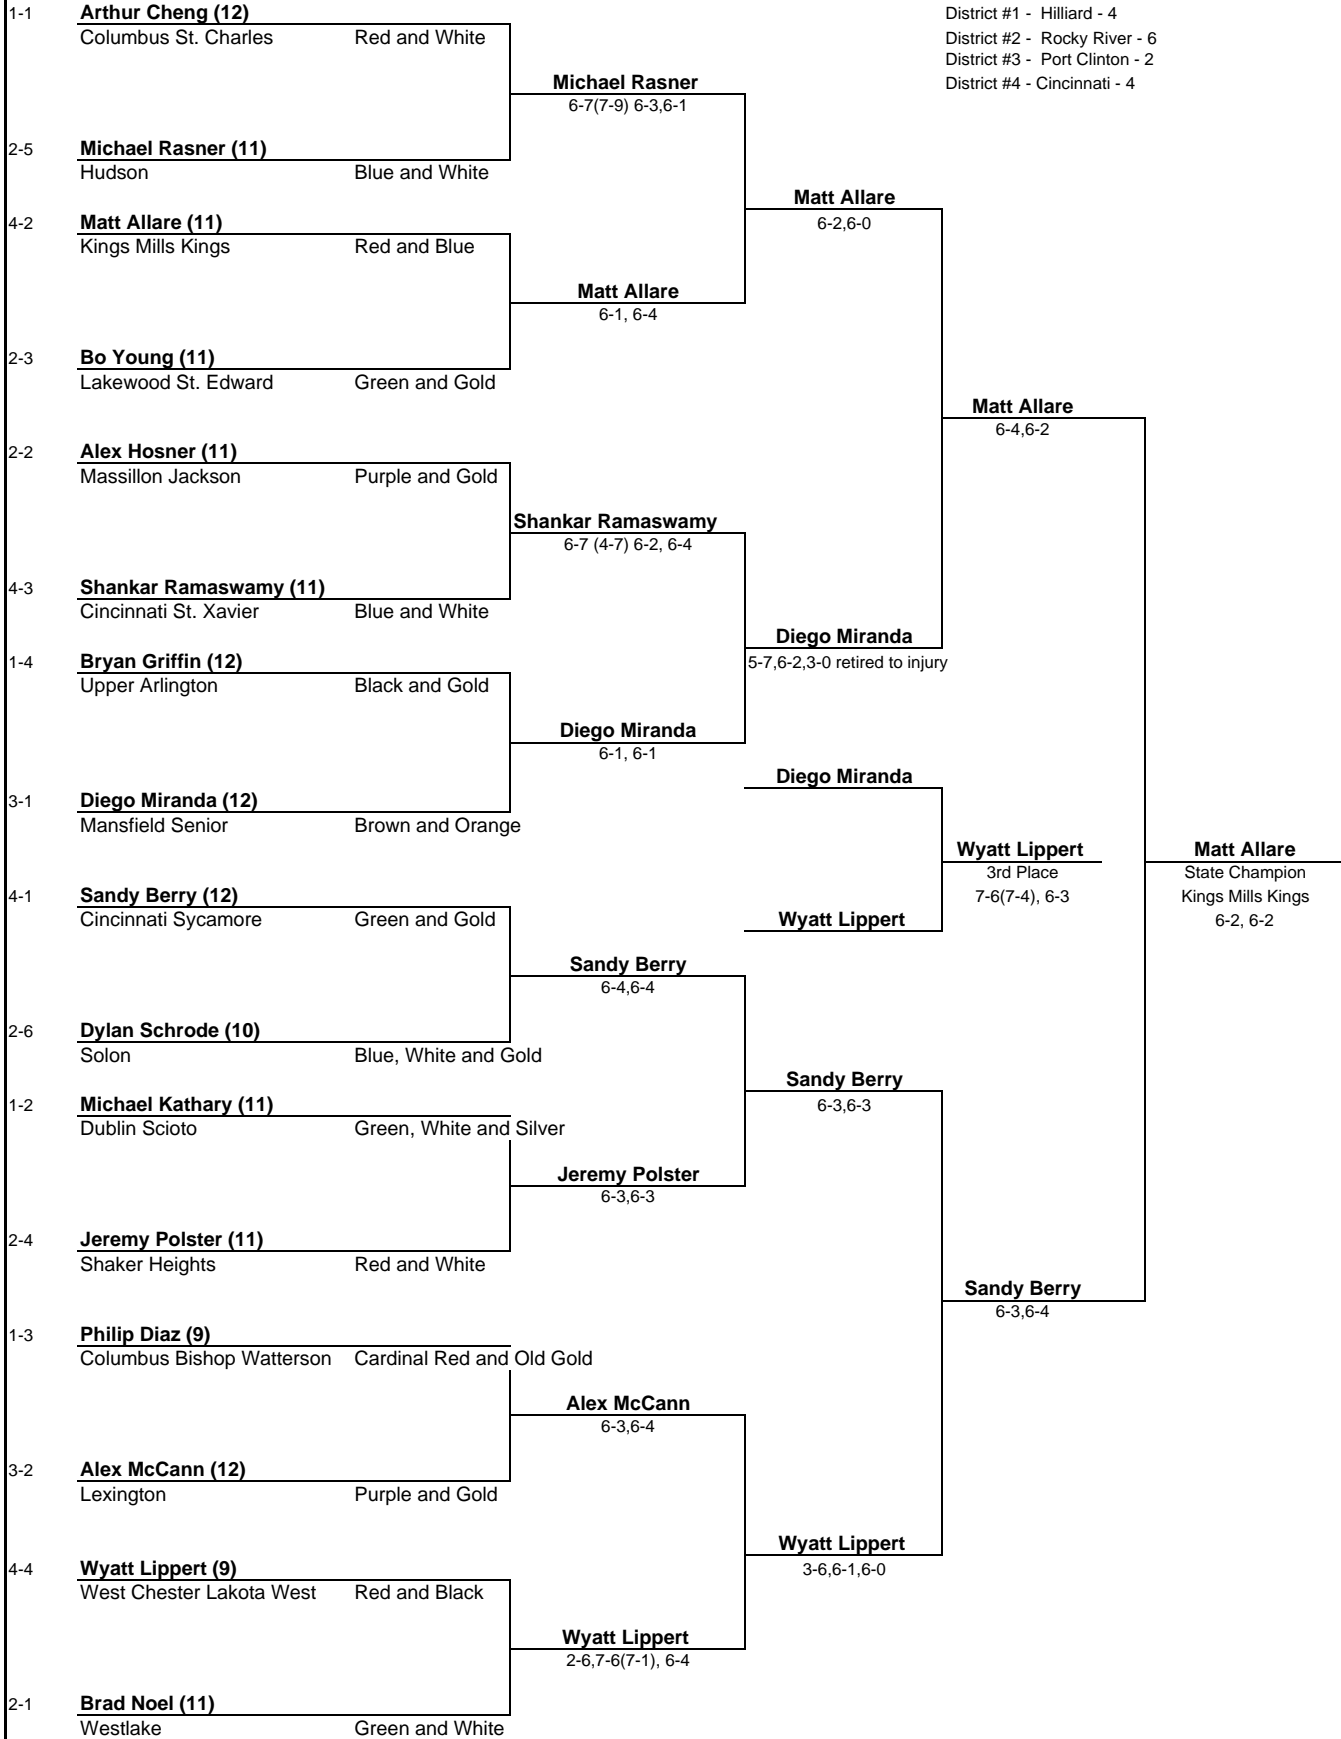 1-1 Arthur Cheng (12)
Columbus St. Charles Red and White
District #1 - Hilliard - 4
District #2 - Rocky River - 6
District #3 - Port Clinton - 2
District #4 - Cincinnati - 4
Michael Rasner
6-7(7-9) 6-3,6-1
2-5 Michael Rasner (11)
Hudson Blue and White
Matt Allare
6-2,6-0
4-2 Matt Allare (11)
Kings Mills Kings Red and Blue
Matt Allare
6-1, 6-4
2-3 Bo Young (11)
Lakewood St. Edward Green and Gold
Matt Allare
6-4,6-2
2-2 Alex Hosner (11)
Massillon Jackson Purple and Gold
Shankar Ramaswamy
6-7 (4-7) 6-2, 6-4
4-3 Shankar Ramaswamy (11)
Cincinnati St. Xavier Blue and White
Diego Miranda
5-7,6-2,3-0 retired to injury
1-4 Bryan Griffin (12)
Upper Arlington Black and Gold
Diego Miranda
6-1, 6-1
Diego Miranda
3-1 Diego Miranda (12)
Mansfield Senior Brown and Orange
Wyatt Lippert
3rd Place
7-6(7-4), 6-3
Matt Allare
State Champion
Kings Mills Kings
6-2, 6-2
4-1 Sandy Berry (12)
Cincinnati Sycamore Green and Gold
Wyatt Lippert
Sandy Berry
6-4,6-4
2-6 Dylan Schrode (10)
Solon Blue, White and Gold
Sandy Berry
6-3,6-3
1-2 Michael Kathary (11)
Dublin Scioto Green, White and Silver
Jeremy Polster
6-3,6-3
2-4 Jeremy Polster (11)
Shaker Heights Red and White
Sandy Berry
6-3,6-4
1-3 Philip Diaz (9)
Columbus Bishop Watterson Cardinal Red and Old Gold
Alex McCann
6-3,6-4
3-2 Alex McCann (12)
Lexington Purple and Gold
Wyatt Lippert
3-6,6-1,6-0
4-4 Wyatt Lippert (9)
West Chester Lakota West Red and Black
Wyatt Lippert
2-6,7-6(7-1), 6-4
2-1 Brad Noel (11)
Westlake Green and White